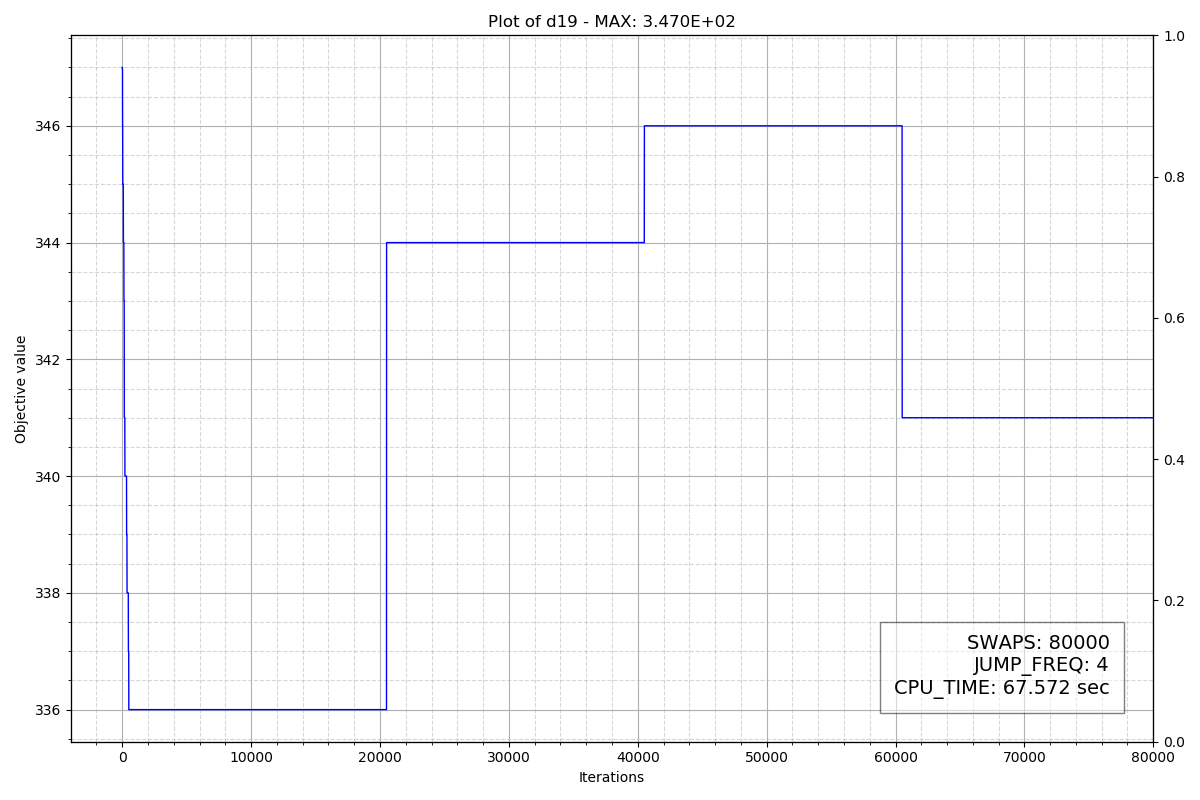 Plot of d19 - MAX: 3.470E+02
Objective value
346
344
342
340
338
336
1.0
0.8
0.6
0.4
0.2
0.0
SWAPS: 80000
JUMP_FREQ: 4
CPU_TIME: 67.572 sec
0 10000 20000 30000 40000 50000 60000 70000 80000
Iterations